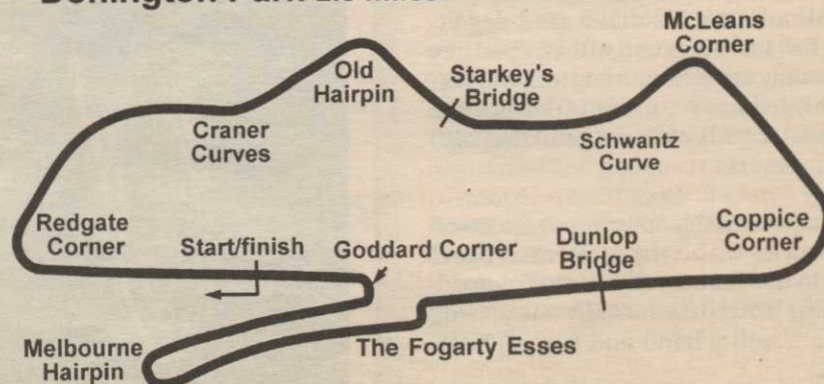 McLeans
Corner
Old
Hairpin
Starkey's
Bridge
Craner
Curves
Schwantz
Curve
Redgate
Corner
Start/finish
Goddard Corner
Dunlop
Bridge
Coppice
Corner
Melbourne
Hairpin
The Fogarty Esses